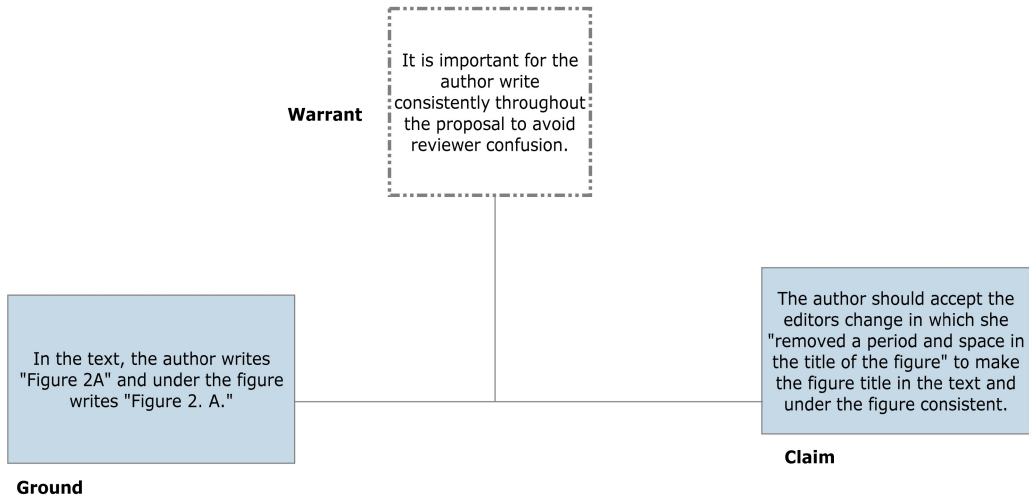 It is important for the
author write
consistently throughout
the proposal to avoid
reviewer confusion.
Warrant
In the text, the author writes
"Figure 2A" and under the figure
writes "Figure 2. A."
Ground
The author should accept the
editors change in which she
"removed a period and space in
the title of the figure" to make
the figure title in the text and
under the figure consistent.
Claim